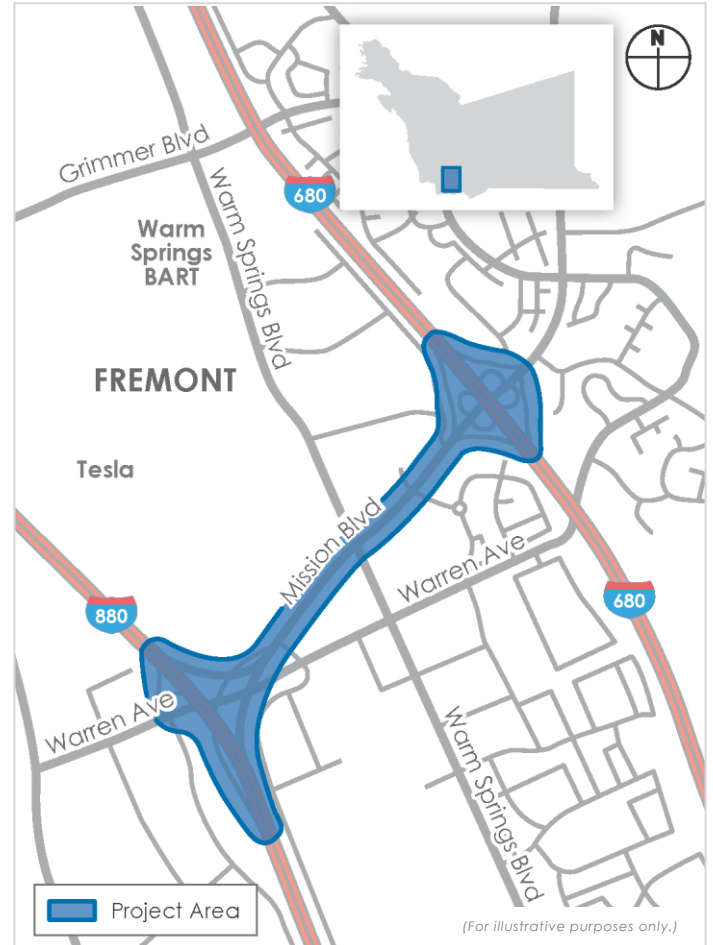 N
Grimmer Blvd
680
Warm
Springs
BART
Warm Springs Blvd
FREMONT
Tesla
Mission Blvd
Warren Ave
680
880
Warren Ave
Warm Springs Blvd
Project Area
(For illustrative purposes only.)